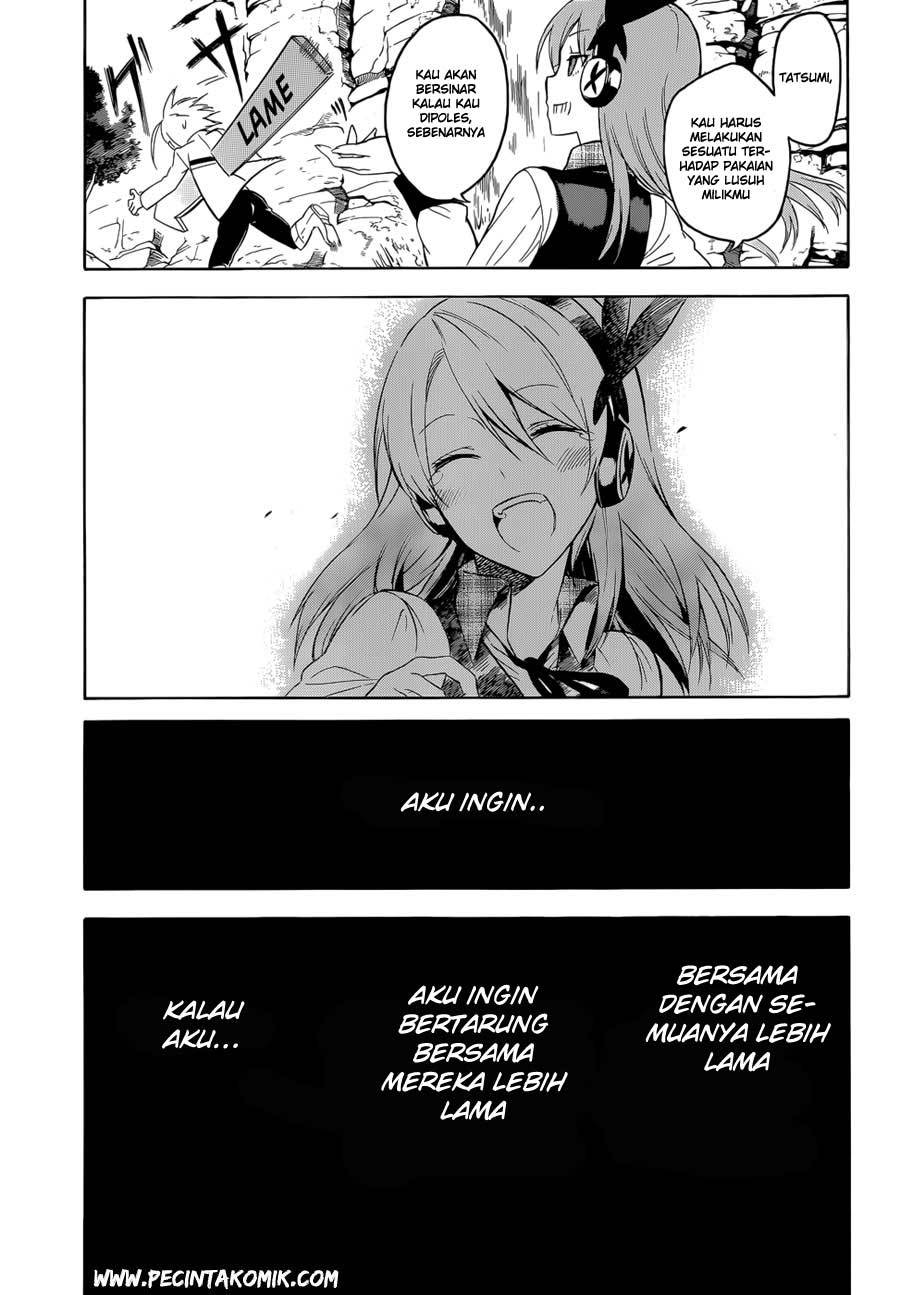 TATSUMI,
KAU HARUS
MELAKUKAN
SESUATU TER-
HADAP PAKAIAN
YANG LUSUH
MILIKMU
KAU AKAN
BERSINAR
KALAU KAU
DIPOLES,
SEBENARNYA
LAME
AKU INGIN..
BERSAMA
DENGAN SE-
MUANYA LEBIH
LAMA
AKU INGIN
BERTARUNG
BERSAMA
MEREKA LEBIH
LAMA
KALAU
AKU...
WWW.PECINTAKOMIK.COM